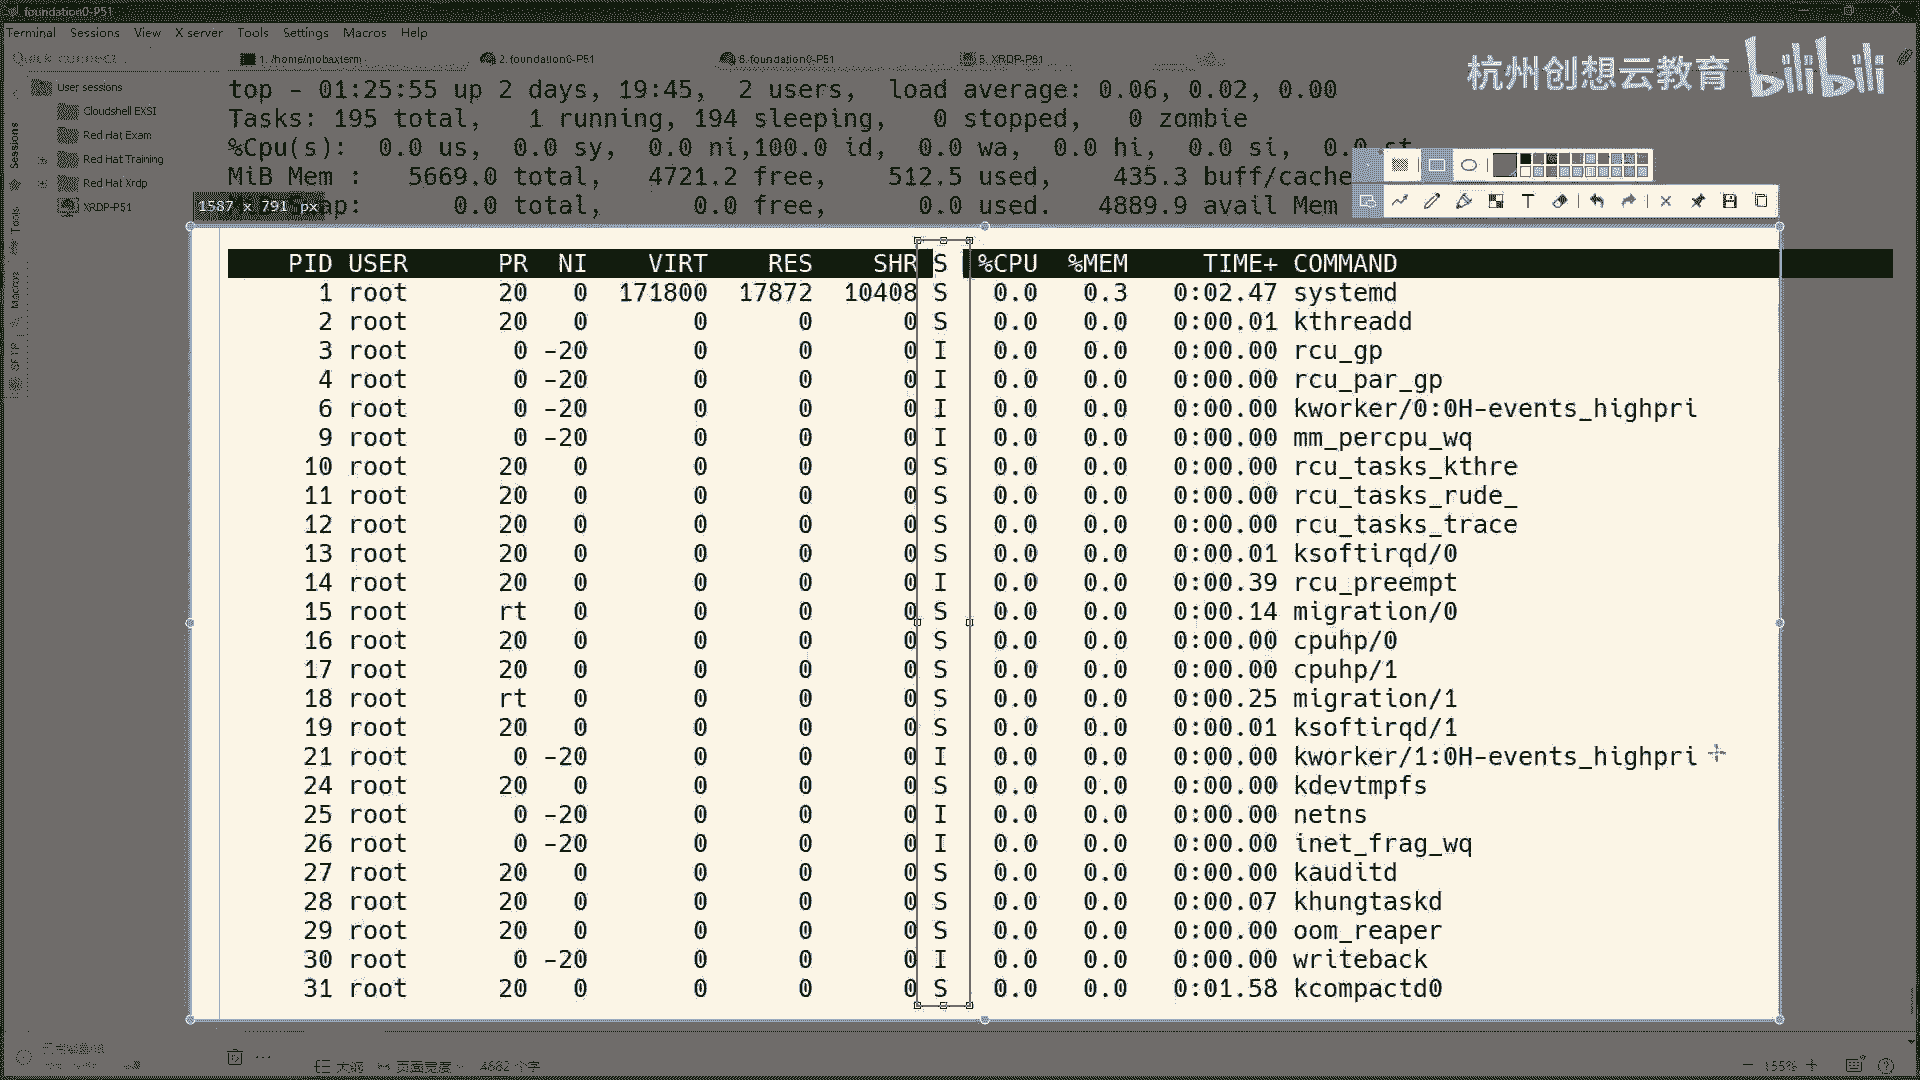 foundation0-P51
Terminal Sessions View X server Tools Settings Macros Help
Quick connect...
1. /home/mobaxterm
2. foundation0-P51
6. foundation0-P51
5. XRDP-P51
杭州创想云教育 bilibili
User sessions
Cloudshell EXSI
Red Hat Exam
Red Hat Training
Red Hat Xrdp
XRDP-P51
Sessions
Tools
Macros
SFTP
top - 01:25:55 up 2 days, 19:45, 2 users, load average: 0.06, 0.02, 0.00
Tasks: 195 total, 1 running, 194 sleeping, 0 stopped, 0 zombie
%Cpu(s): 0.0 us, 0.0 sy, 0.0 ni,100.0 id, 0.0 wa, 0.0 hi, 0.0 si, 0.0 st
MiB Mem : 5669.0 total, 4721.2 free, 512.5 used, 435.3 buff/cache
ap: 0.0 total, 0.0 free, 0.0 used. 4889.9 avail Mem
1587 x 791 px
PID USER PR NI VIRT RES SHR S %CPU %MEM TIME+ COMMAND
1 root 20 0 171800 17872 10408 S 0.0 0.3 0:02.47 systemd
2 root 20 0 0 0 0 S 0.0 0.0 0:00.01 kthreadd
3 root 0 -20 0 0 0 I 0.0 0.0 0:00.00 rcu_gp
4 root 0 -20 0 0 0 I 0.0 0.0 0:00.00 rcu_par_gp
6 root 0 -20 0 0 0 I 0.0 0.0 0:00.00 kworker/0:0H-events_highpri
9 root 0 -20 0 0 0 I 0.0 0.0 0:00.00 mm_percpu_wq
10 root 20 0 0 0 0 S 0.0 0.0 0:00.00 rcu_tasks_kthre
11 root 20 0 0 0 0 S 0.0 0.0 0:00.00 rcu_tasks_rude_
12 root 20 0 0 0 0 S 0.0 0.0 0:00.00 rcu_tasks_trace
13 root 20 0 0 0 0 S 0.0 0.0 0:00.01 ksoftirqd/0
14 root 20 0 0 0 0 I 0.0 0.0 0:00.39 rcu_preempt
15 root rt 0 0 0 0 S 0.0 0.0 0:00.14 migration/0
16 root 20 0 0 0 0 S 0.0 0.0 0:00.00 cpuhp/0
17 root 20 0 0 0 0 S 0.0 0.0 0:00.00 cpuhp/1
18 root rt 0 0 0 0 S 0.0 0.0 0:00.25 migration/1
19 root 20 0 0 0 0 S 0.0 0.0 0:00.01 ksoftirqd/1
21 root 0 -20 0 0 0 I 0.0 0.0 0:00.00 kworker/1:0H-events_highpri
24 root 20 0 0 0 0 S 0.0 0.0 0:00.00 kdevtmpfs
25 root 0 -20 0 0 0 I 0.0 0.0 0:00.00 netns
26 root 0 -20 0 0 0 I 0.0 0.0 0:00.00 inet_frag_wq
27 root 20 0 0 0 0 S 0.0 0.0 0:00.00 kauditd
28 root 20 0 0 0 0 S 0.0 0.0 0:00.07 khungtaskd
29 root 20 0 0 0 0 S 0.0 0.0 0:00.00 oom_reaper
30 root 0 -20 0 0 0 I 0.0 0.0 0:00.00 writeback
31 root 20 0 0 0 0 S 0.0 0.0 0:01.58 kcompactd0
大纲 页面宽度 4682 个字
155%